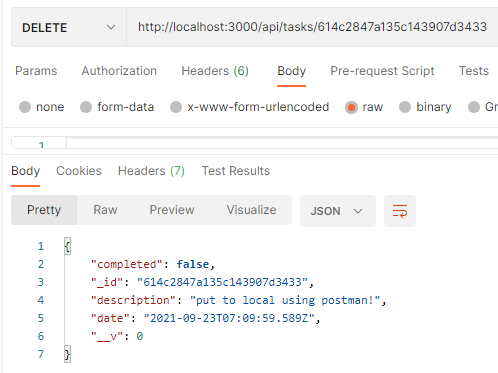 DELETE http://localhost:3000/api/tasks/614c2847a135c143907d3433
Params Authorization Headers (6) Body Pre-request Script Tests
none form-data x-www-form-urlencoded raw binary Gr
1
Body Cookies Headers (7) Test Results
Pretty Raw Preview Visualize JSON
1 {
2 "completed": false,
3 "_id": "614c2847a135c143907d3433",
4 "description": "put to local using postman!",
5 "date": "2021-09-23T07:09:59.589Z",
6 "__v": 0
7 }